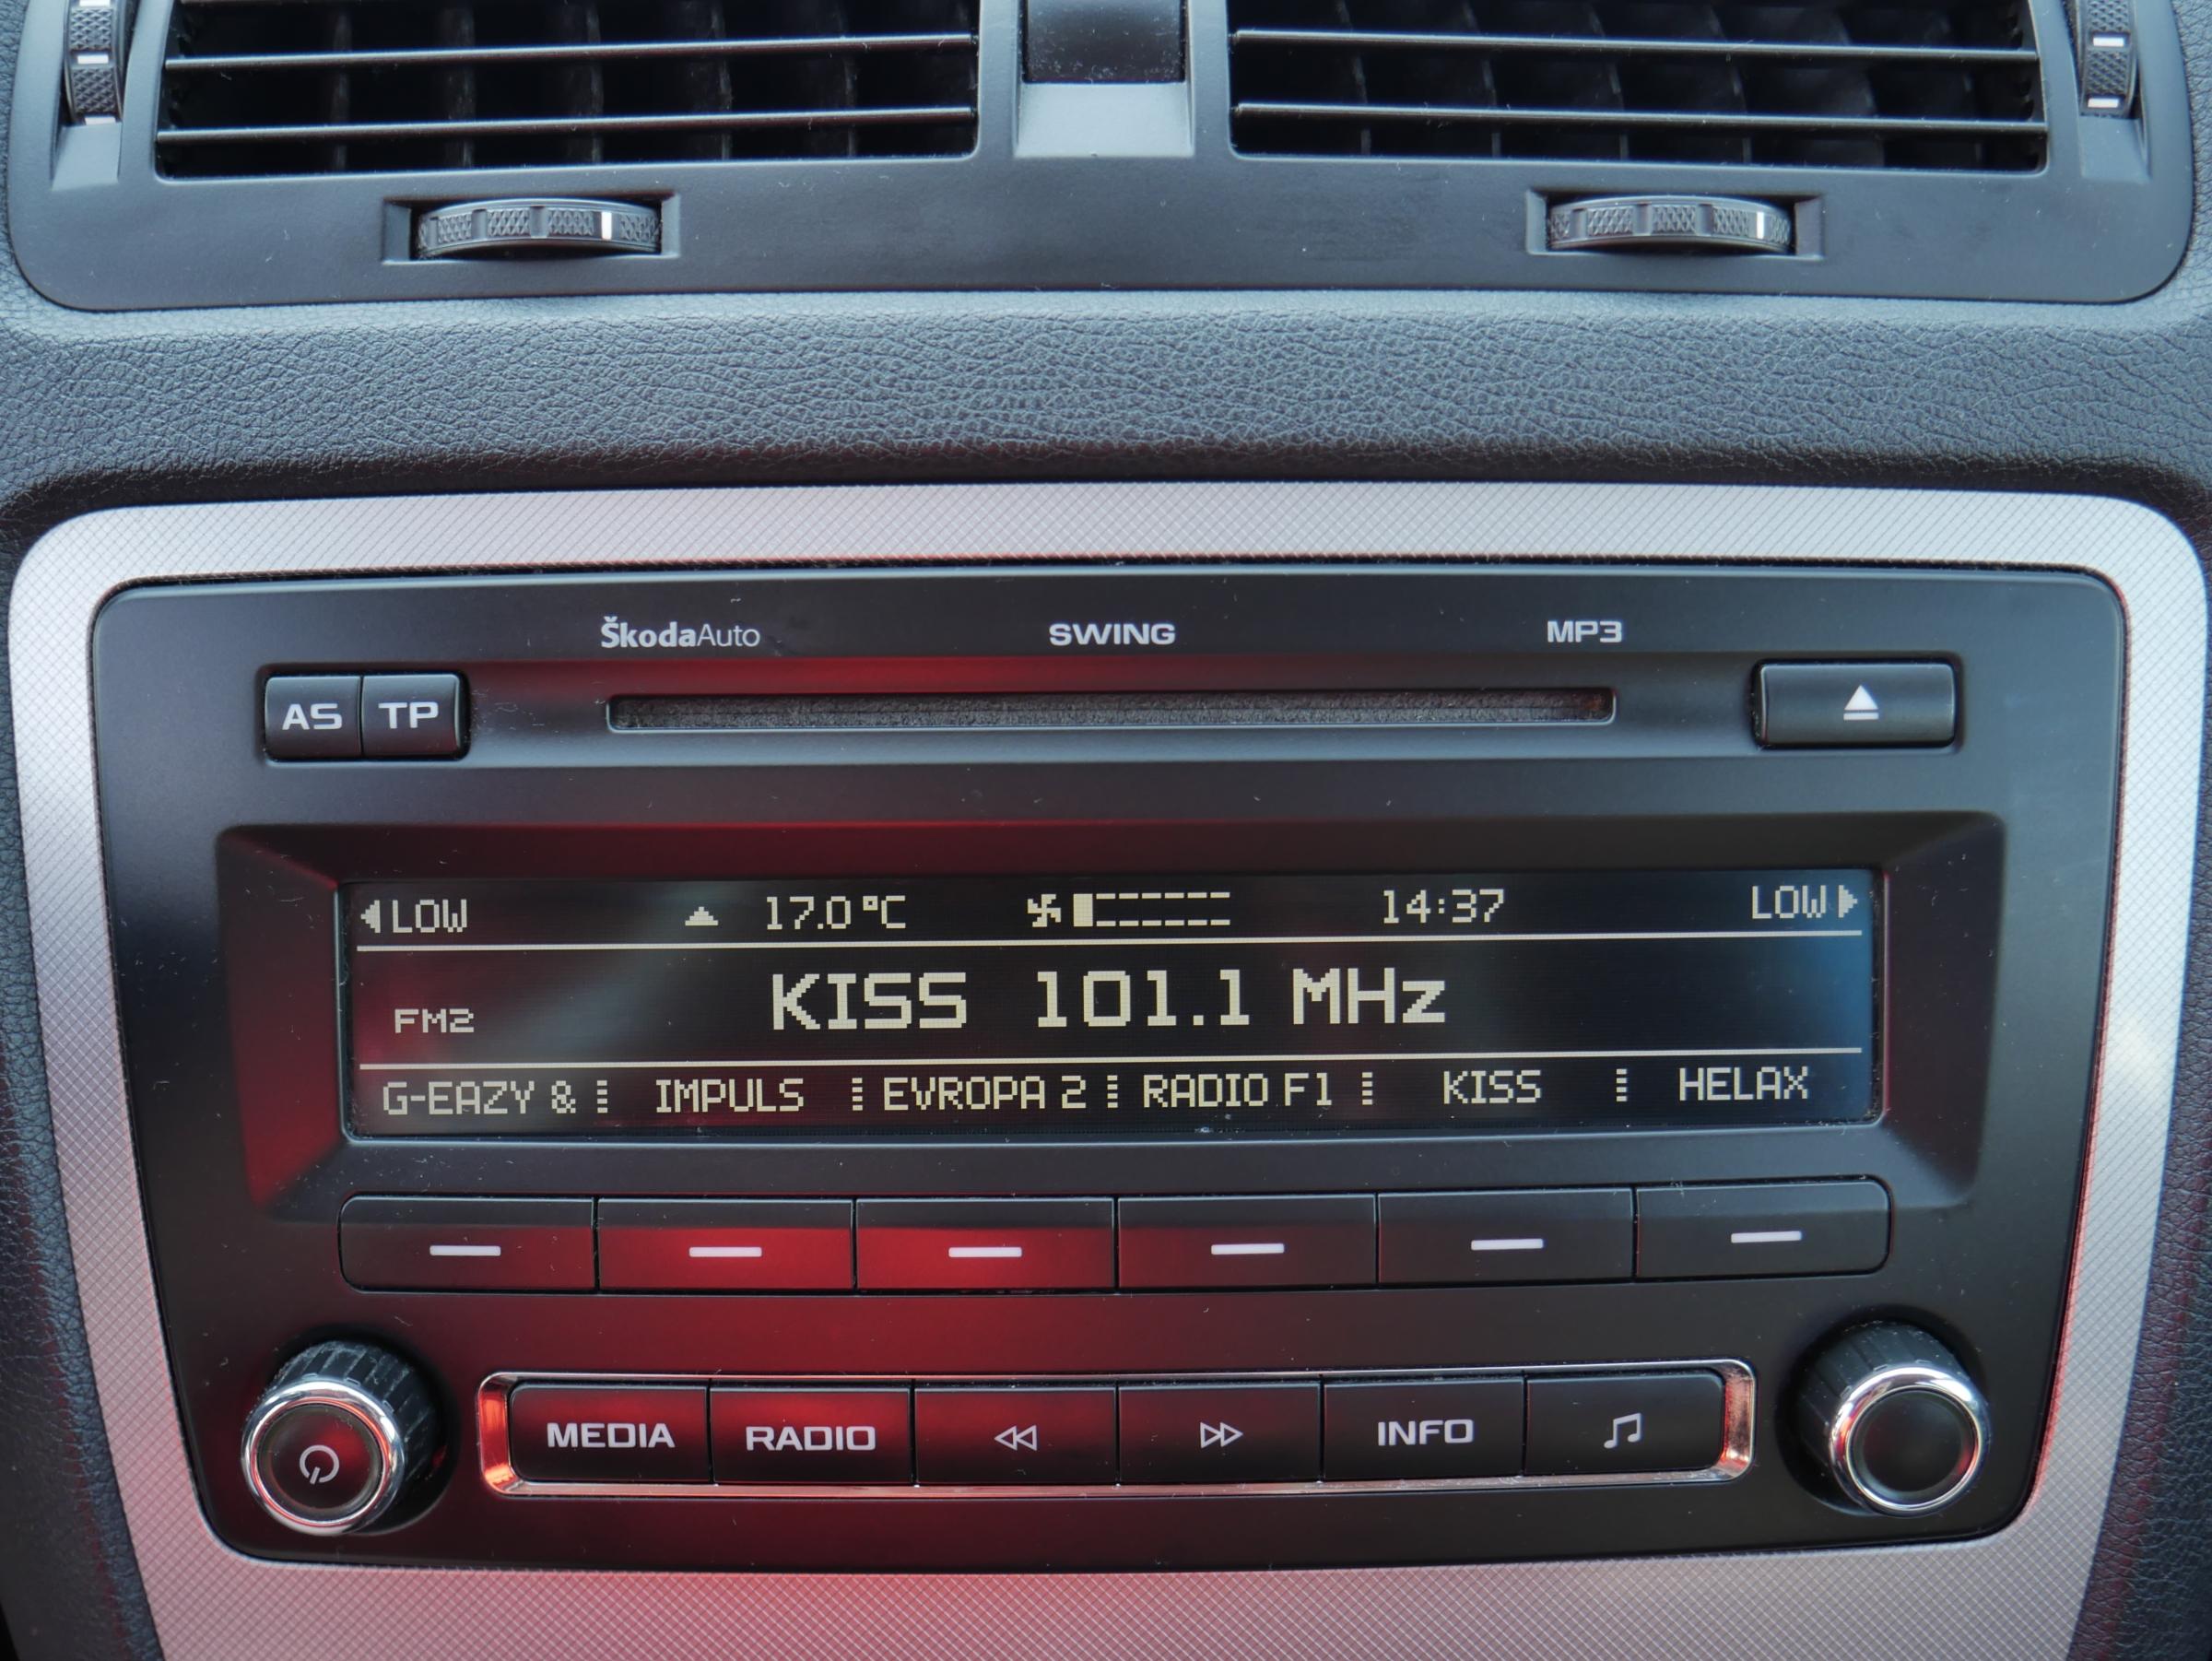 ŠkodaAuto SWING MP3
AS TP
LOW 17.0 °C 14:37 LOW
FM2 KISS 101.1 MHz
G-EAZY & IMPULS EVROPA 2 RADIO F1 KISS HELAX
MEDIA RADIO INFO